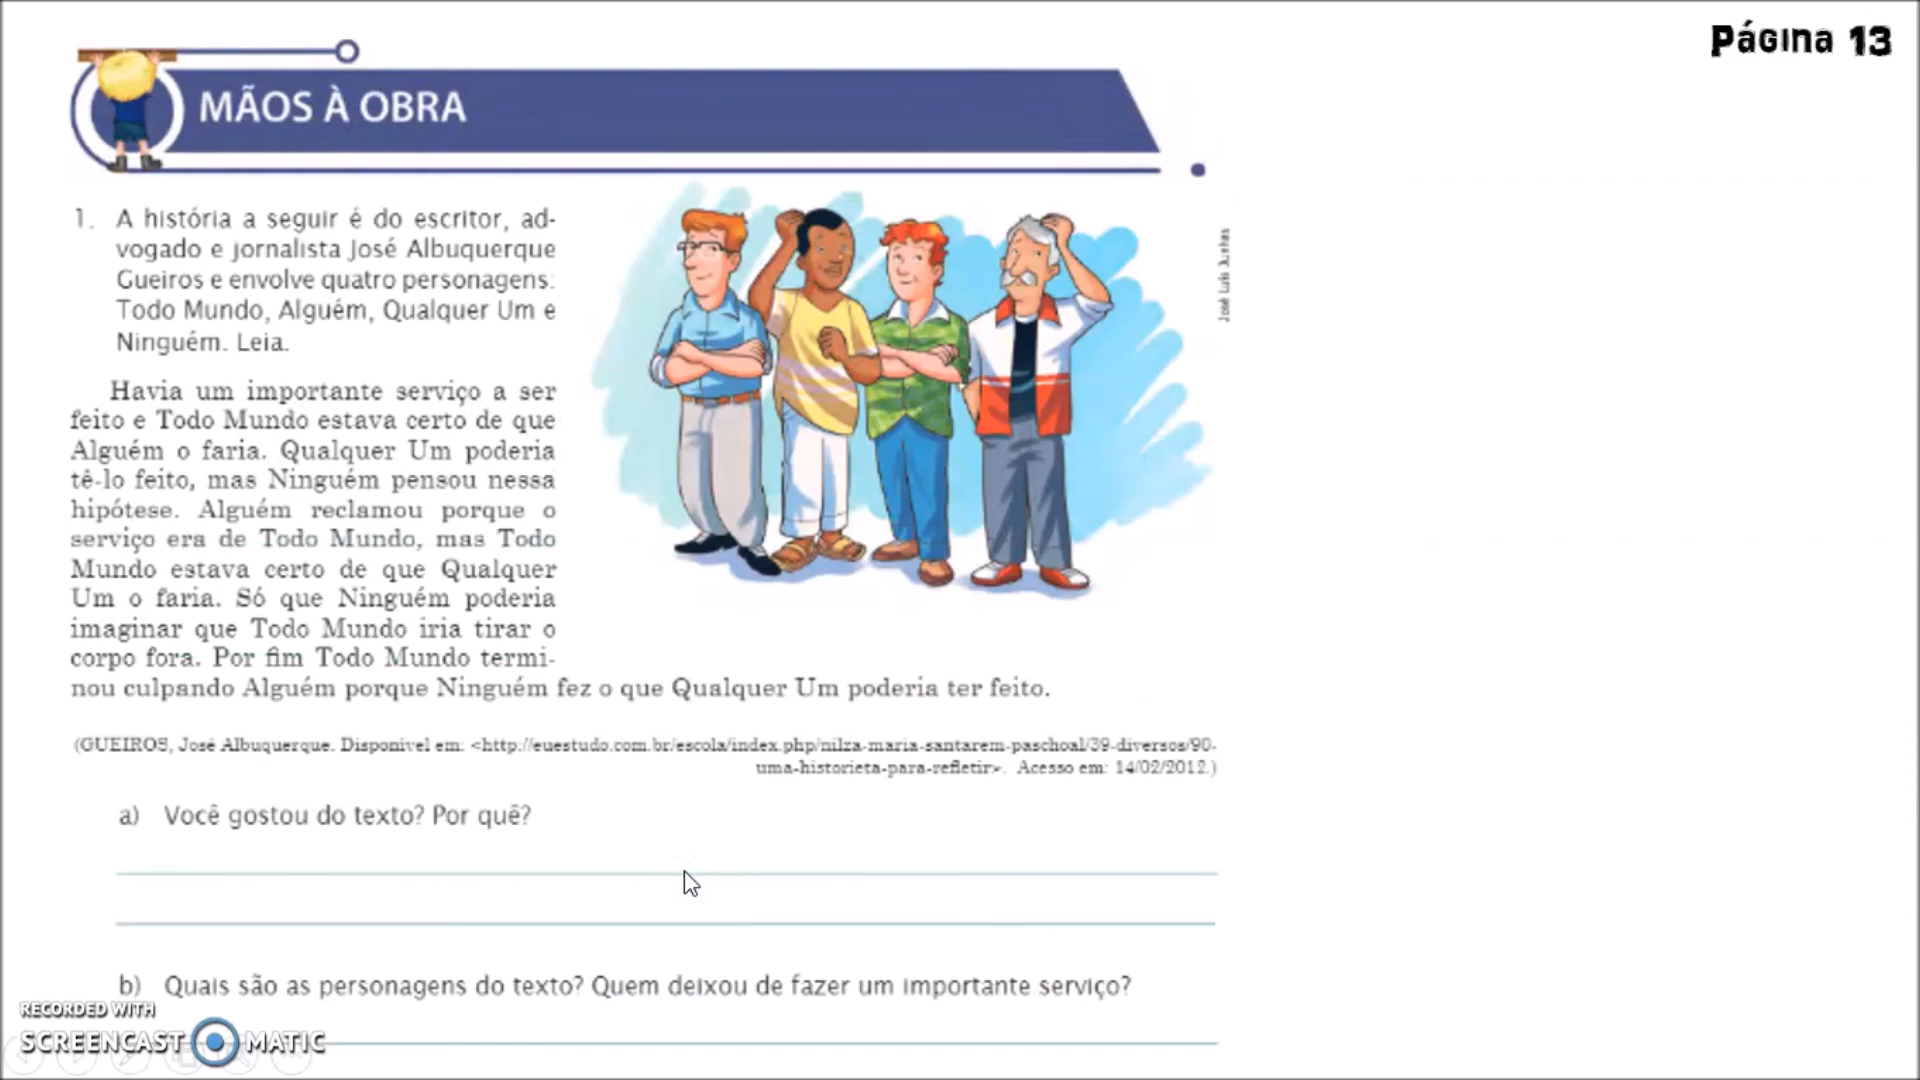 Página 13
MÃOS À OBRA
1. A história a seguir é do escritor, ad-
vogado e jornalista José Albuquerque
Gueiros e envolve quatro personagens:
Todo Mundo, Alguém, Qualquer Um e
Ninguém. Leia.
José Luís Juhas
Havia um importante serviço a ser
feito e Todo Mundo estava certo de que
Alguém o faria. Qualquer Um poderia
tê-lo feito, mas Ninguém pensou nessa
hipótese. Alguém reclamou porque o
serviço era de Todo Mundo, mas Todo
Mundo estava certo de que Qualquer
Um o faria. Só que Ninguém poderia
imaginar que Todo Mundo iria tirar o
corpo fora. Por fim Todo Mundo termi-
nou culpando Alguém porque Ninguém fez o que Qualquer Um poderia ter feito.
(GUEIROS, José Albuquerque. Disponível em: <http://euestudo.com.br/escola/index.php/nilza-maria-santarem-paschoal/39-diversos/90-
uma-historieta-para-refletir>. Acesso em: 14/02/2012.)
a) Você gostou do texto? Por quê?
b) Quais são as personagens do texto? Quem deixou de fazer um importante serviço?
RECORDED WITH
SCREENCAST MATIC